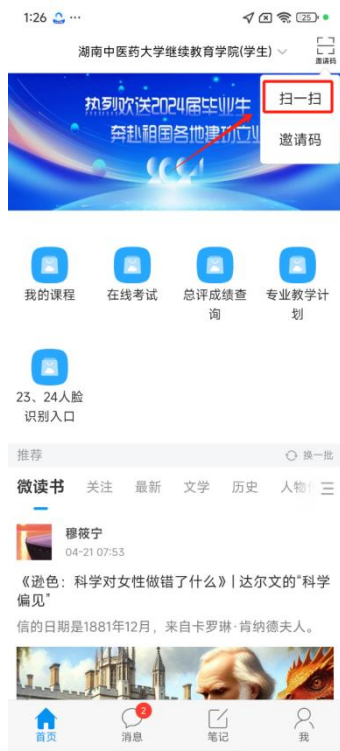 1:26
25
湖南中医药大学继续教育学院(学生)
邀请码
热烈欢送2024届毕业生
奔赴祖国各地建功立业
扫一扫
邀请码
我的课程
在线考试
总评成绩查
询
专业教学计
划
23、24人脸
识别入口
推荐
换一批
微读书
关注
最新
文学
历史
人物
穆筱宁
04-21 07:53
《逊色：科学对女性做错了什么》| 达尔文的“科学
偏见”
信的日期是1881年12月，来自卡罗琳·肯纳德夫人。
2
首页
消息
笔记
我